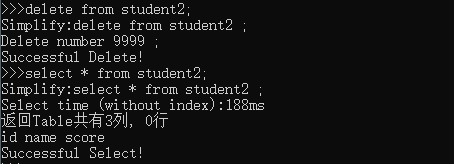 >>>delete from student2;
Simplify:delete from student2 ;
Delete number 9999 ;
Successful Delete!
>>>select * from student2;
Simplify:select * from student2 ;
Select time (without index):188ms
返回Table共有3列, 0行
id name score
Successful Select!